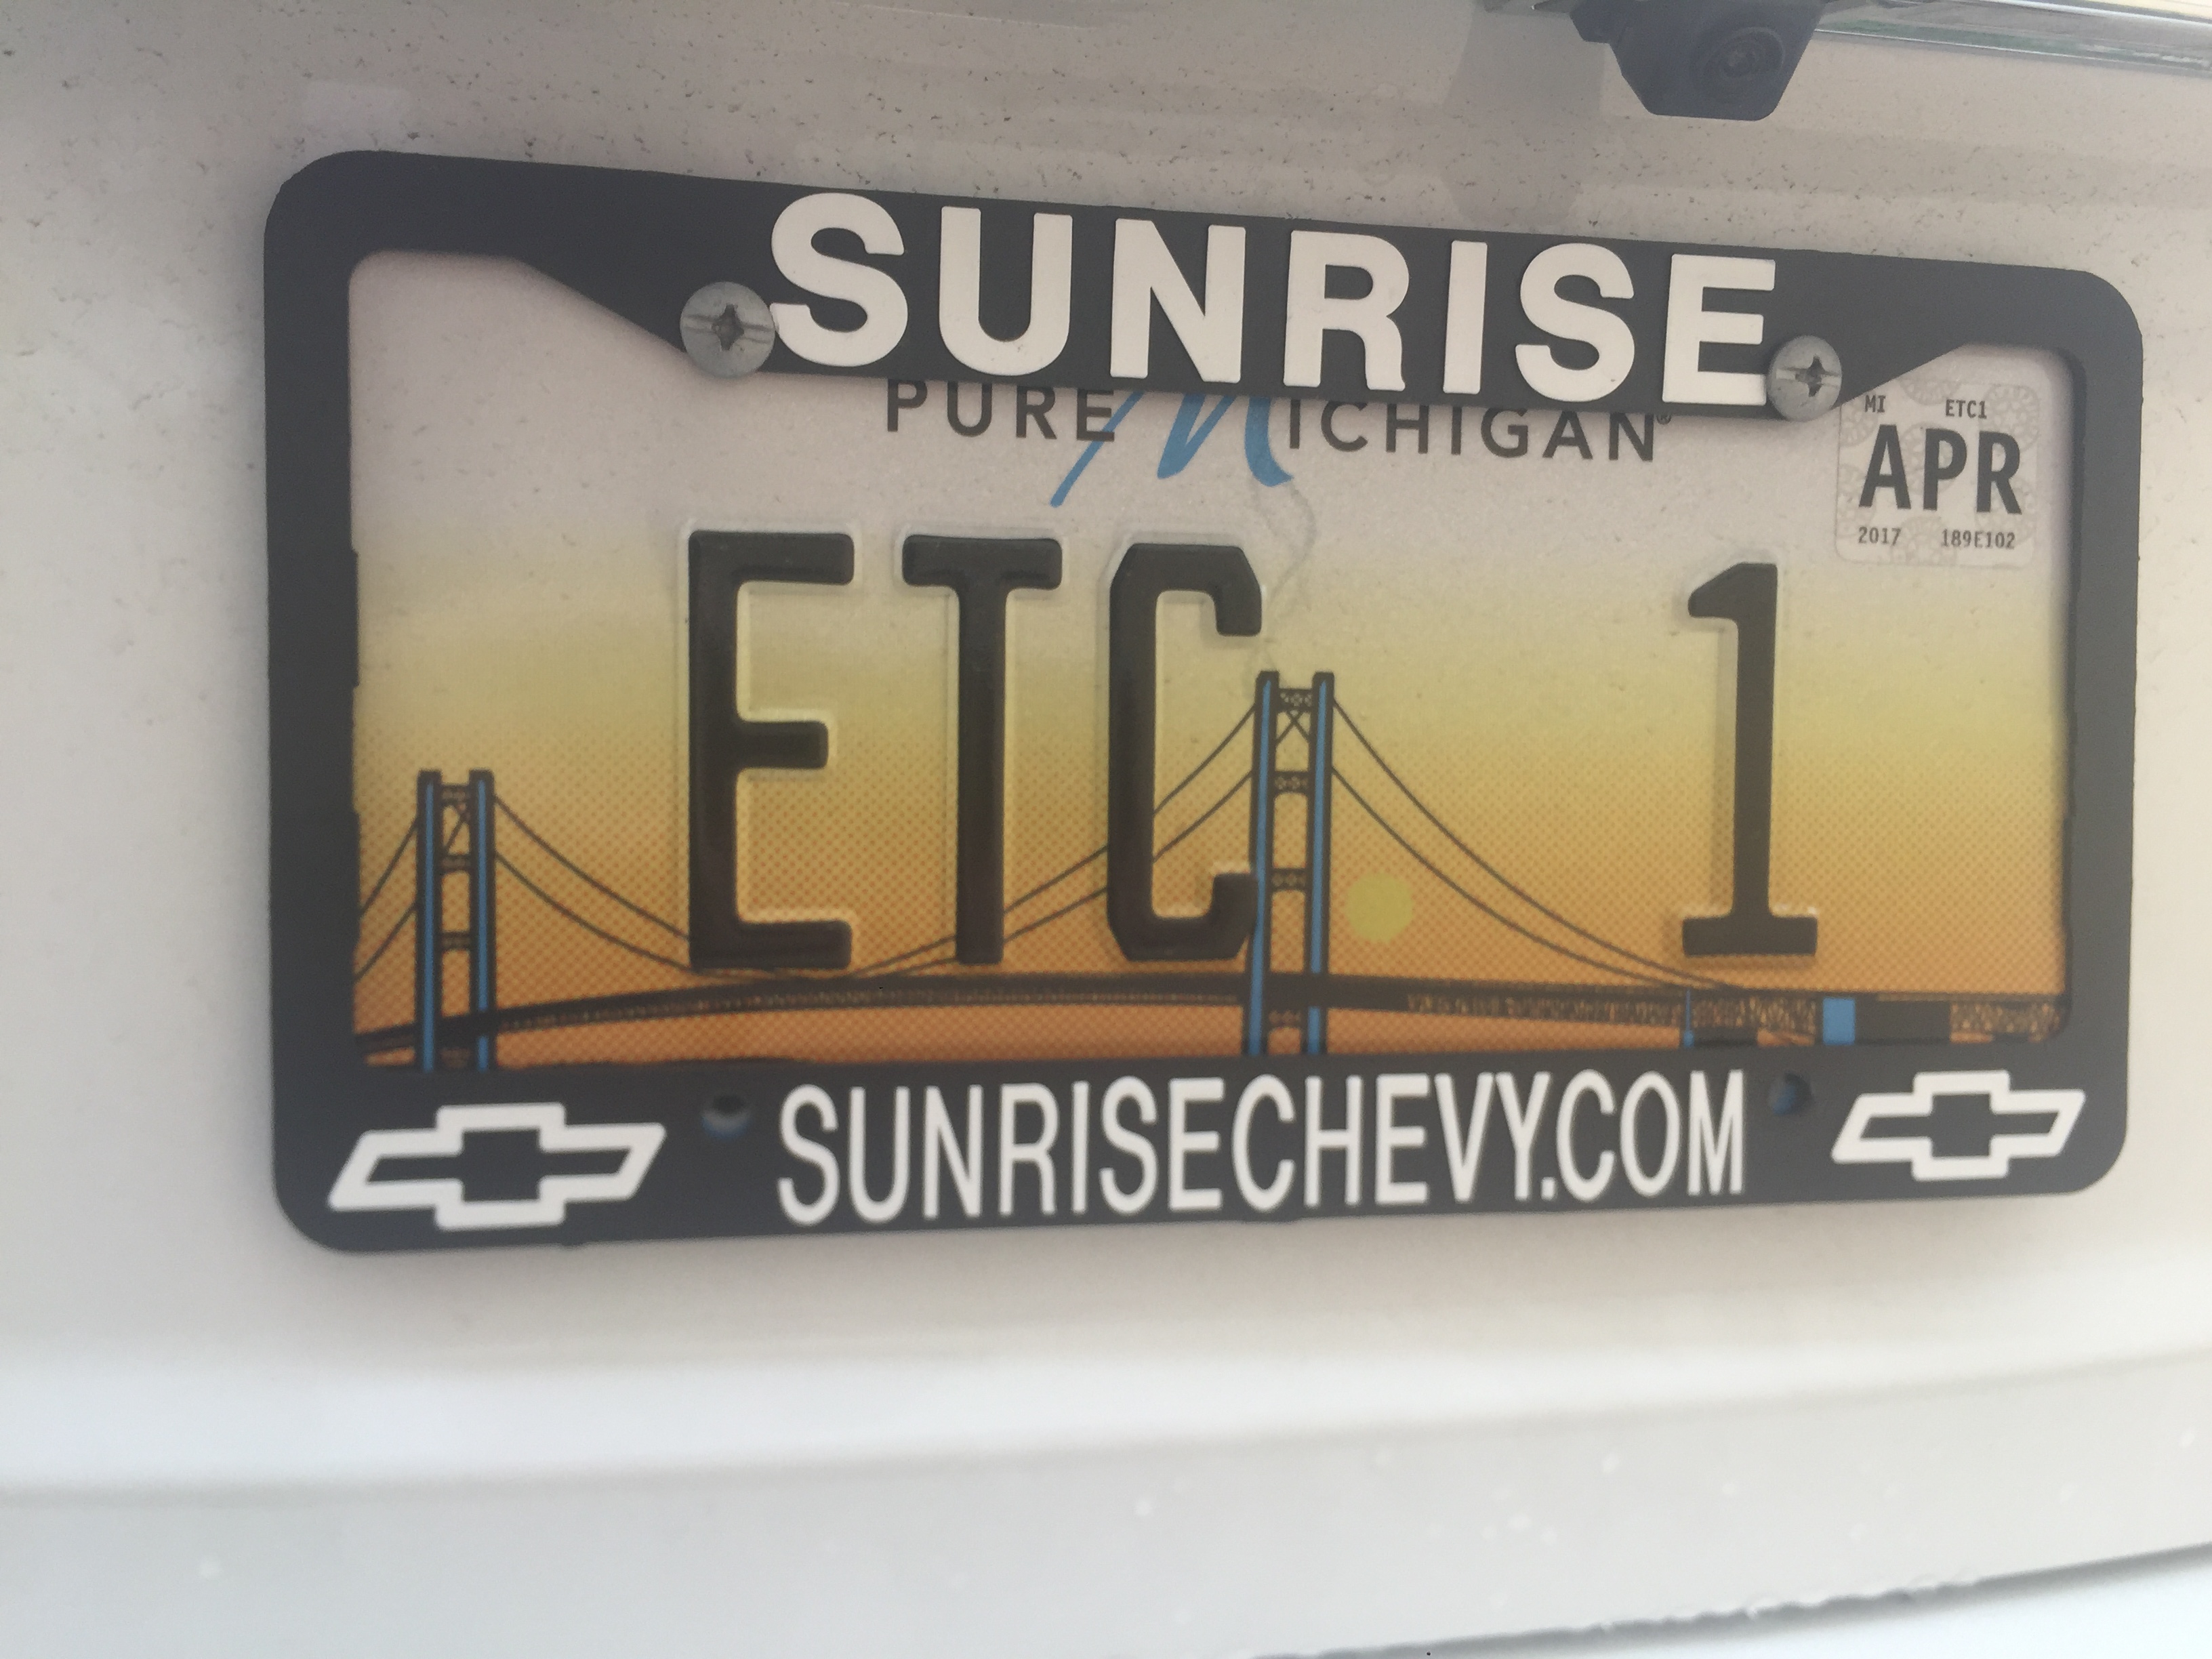 SUNRISE
PURE MICHIGAN®
MI ETC1
APR
2017 189E102
ETC 1
SUNRISECHEVY.COM